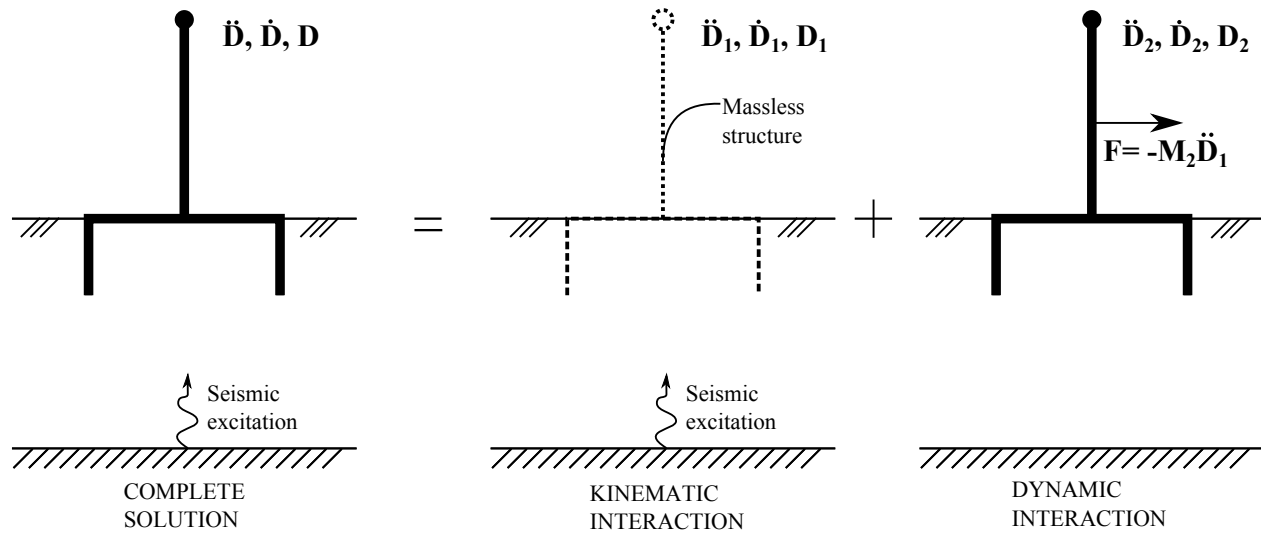 D̈, Ḋ, D
=
Seismic
excitation
COMPLETE
SOLUTION
D̈₁, Ḋ₁, D₁
Massless
structure
+
Seismic
excitation
KINEMATIC
INTERACTION
D̈₂, Ḋ₂, D₂
F= -M₂D̈₁
DYNAMIC
INTERACTION